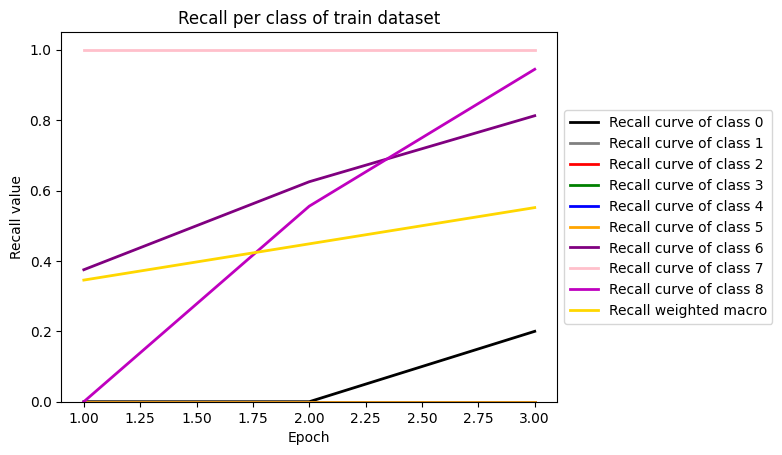 Recall per class of train dataset
Recall value
1.0
0.8
0.6
0.4
0.2
0.0
1.00 1.25 1.50 1.75 2.00 2.25 2.50 2.75 3.00
Epoch
Recall curve of class 0
Recall curve of class 1
Recall curve of class 2
Recall curve of class 3
Recall curve of class 4
Recall curve of class 5
Recall curve of class 6
Recall curve of class 7
Recall curve of class 8
Recall weighted macro